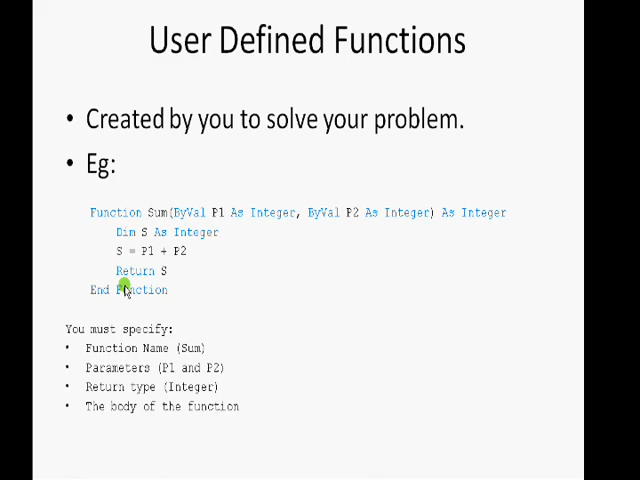 User Defined Functions
• Created by you to solve your problem.
• Eg:
Function Sum(ByVal P1 As Integer, ByVal P2 As Integer) As Integer
Dim S As Integer
S = P1 + P2
Return S
End Function
You must specify:
• Function Name (Sum)
• Parameters (P1 and P2)
• Return type (Integer)
• The body of the function